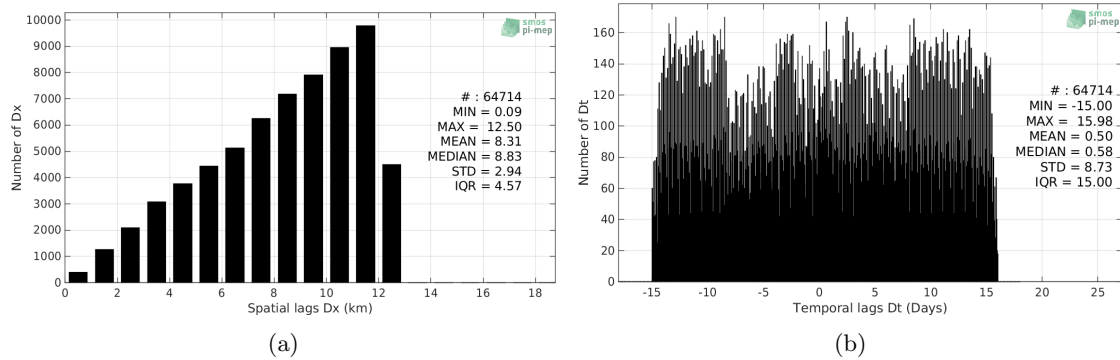 smos
pi-mep
10000
9000
8000
7000
6000
5000
4000
3000
2000
1000
0
Number of Dx
# : 64714
MIN = 0.09
MAX = 12.50
MEAN = 8.31
MEDIAN = 8.83
STD = 2.94
IQR = 4.57
0 2 4 6 8 10 12 14 16 18
Spatial lags Dx (km)
(a)
smos
pi-mep
160
140
120
100
80
60
40
20
0
Number of Dt
# : 64714
MIN = -15.00
MAX = 15.98
MEAN = 0.50
MEDIAN = 0.58
STD = 8.73
IQR = 15.00
-15 -10 -5 0 5 10 15 20 25
Temporal lags Dt (Days)
(b)